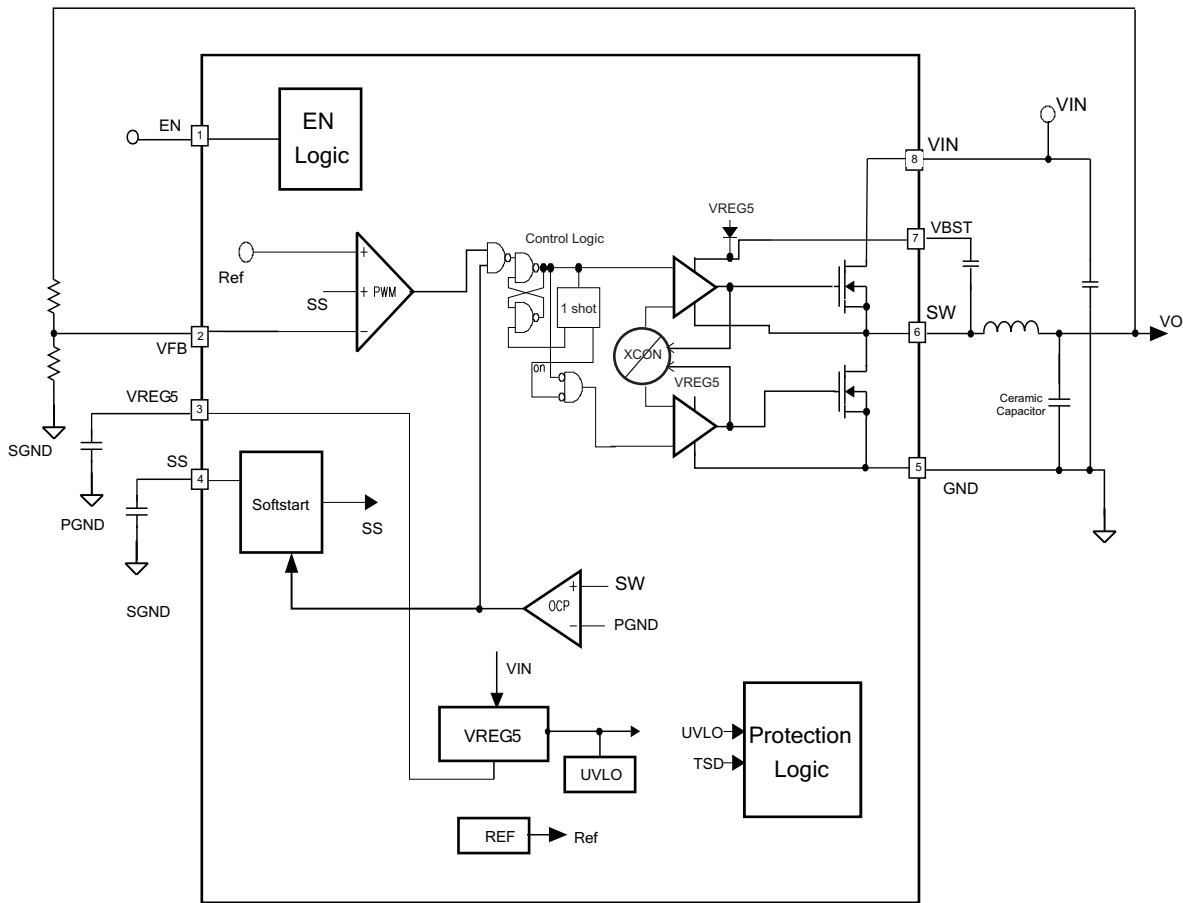 EN
1
EN
Logic
VIN
VIN
8
VREG5
VBST
7
Control Logic
Ref
+
+
PWM
−
SS
1 shot
SW
6
VO
VFB
2
XCON
on
VREG5
VREG5
3
Ceramic
Capacitor
SGND
SS
4
5
GND
Softstart
SS
PGND
SGND
+
OCP
−
SW
PGND
VIN
VREG5
UVLO
UVLO
TSD
Protection
Logic
REF
Ref